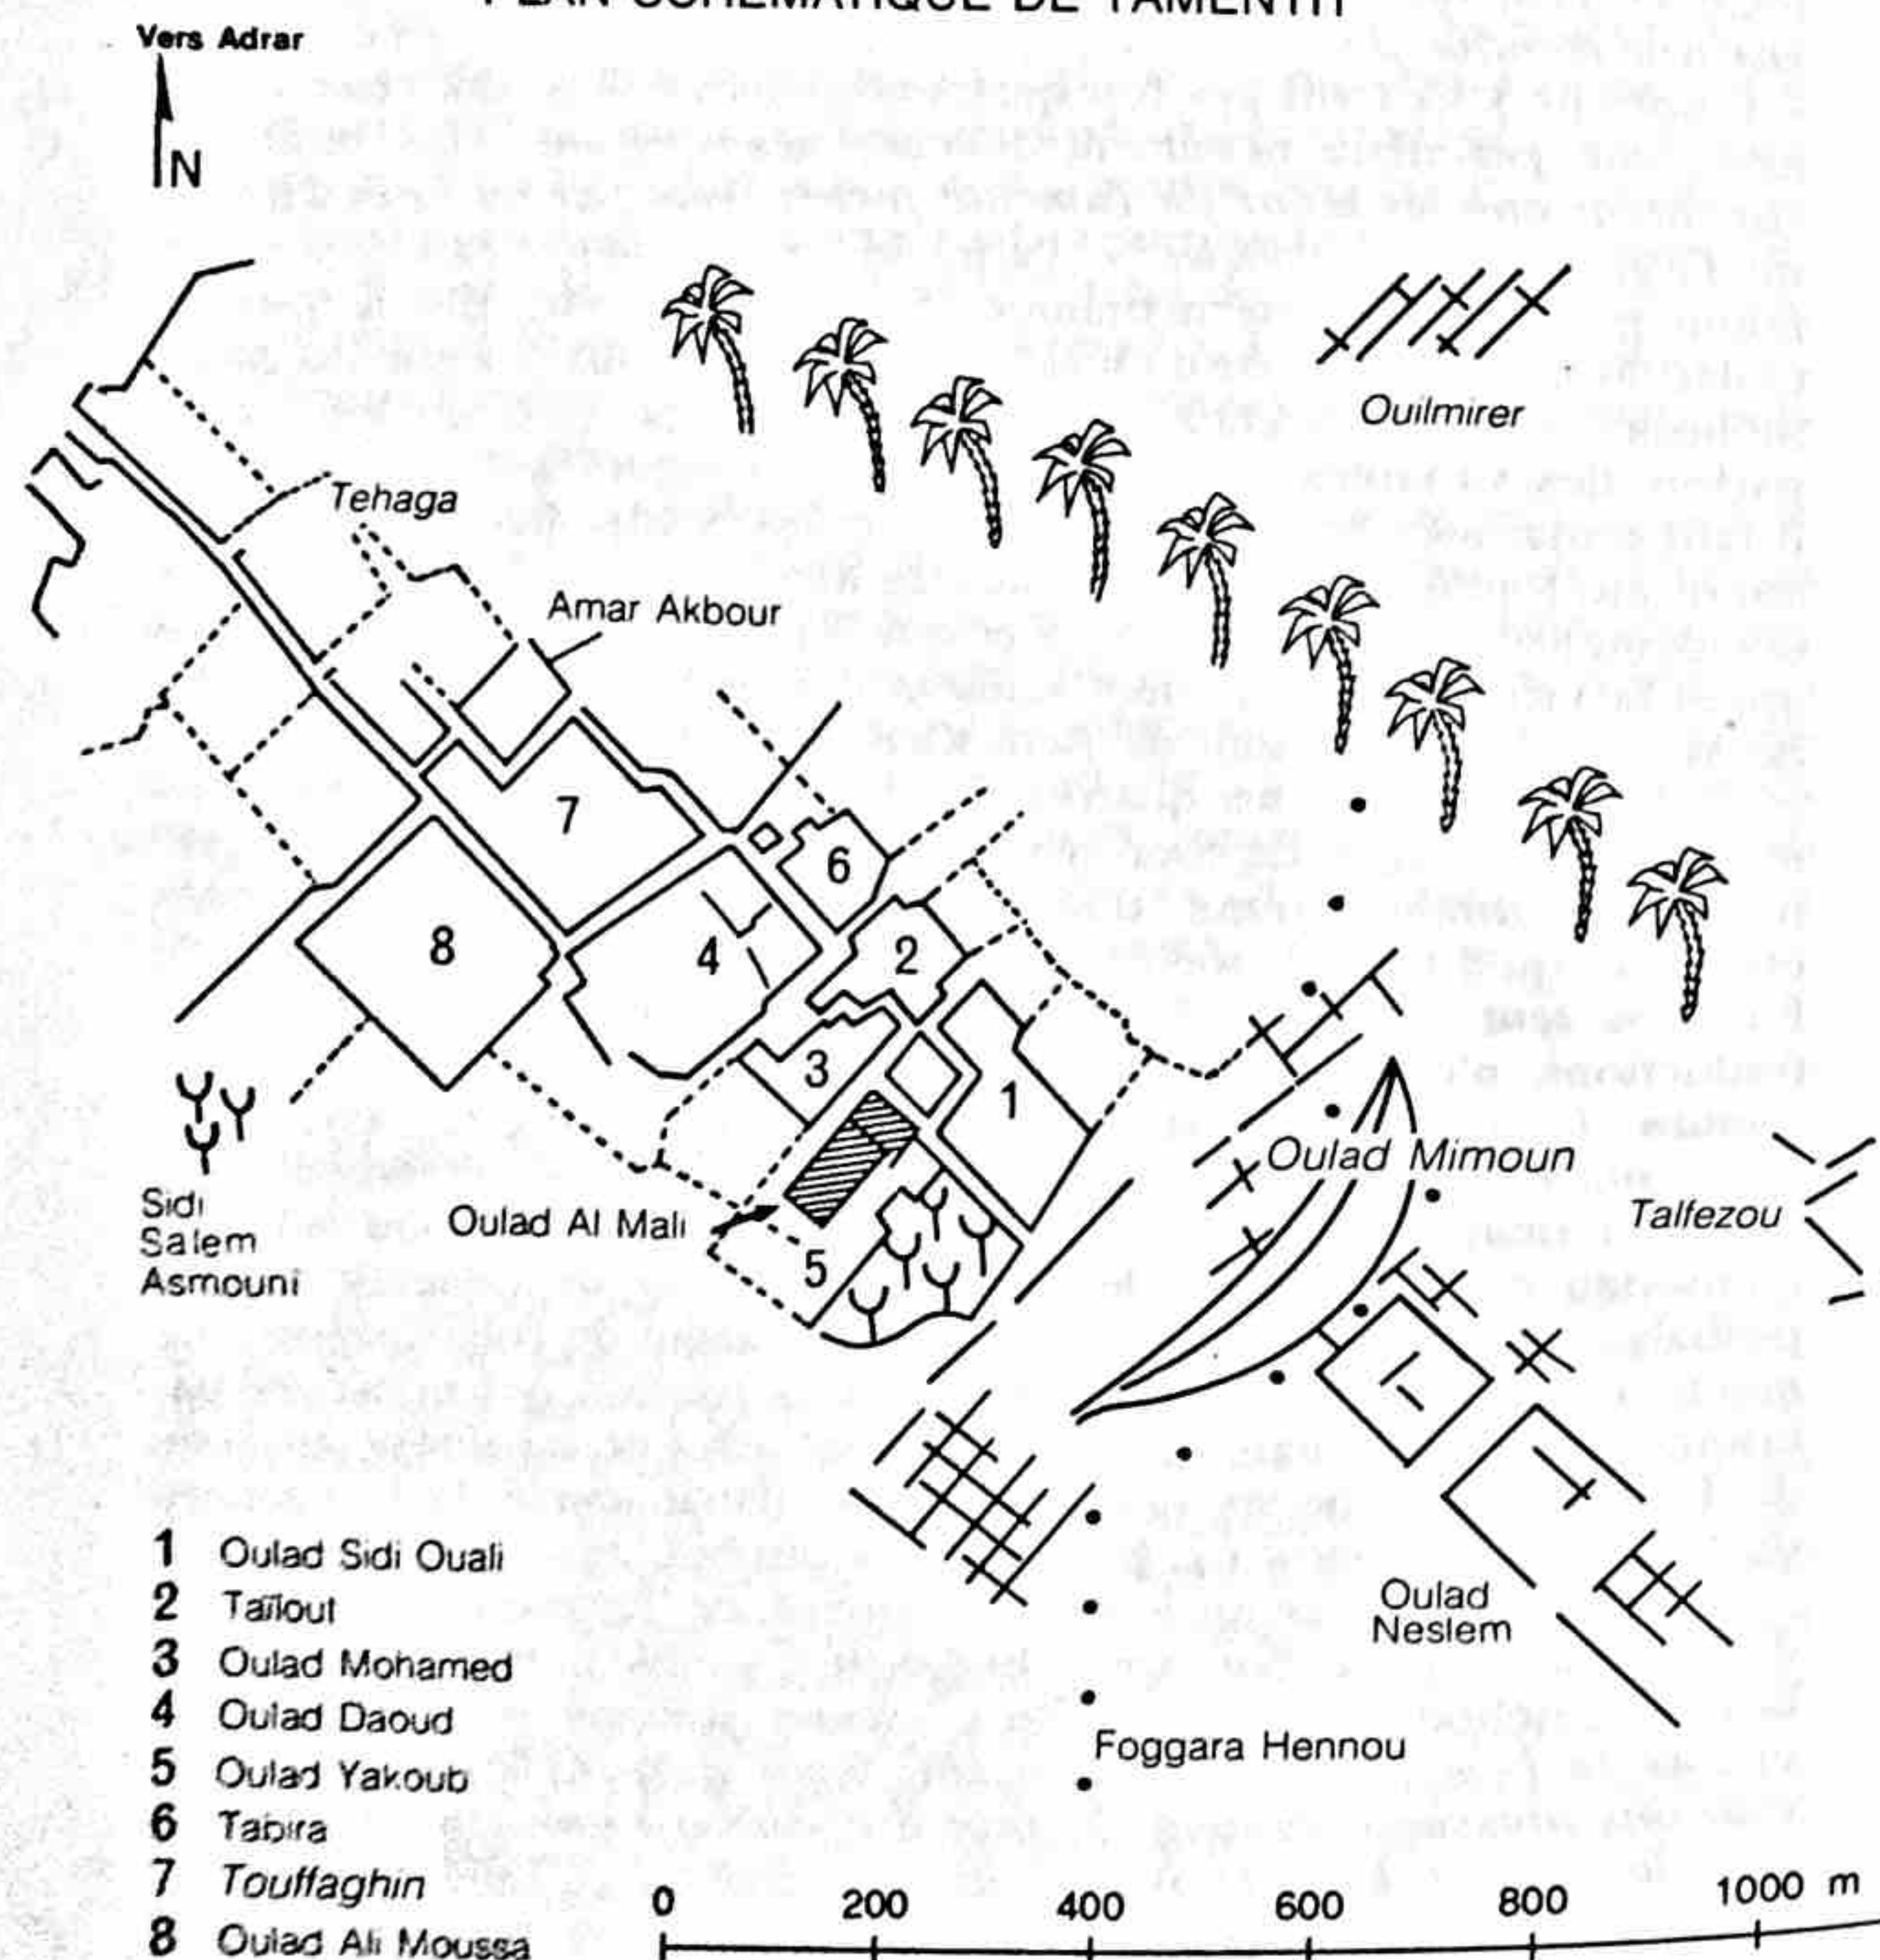 PLAN SCHEMATIQUE DE TAMENTIT
Vers Adrar
N
Ouilmirer
Tehaga
Amar Akbour
7
6
8
4
2
3
1
Oulad Mimoun
Sidi
Salem
Asmouni
Oulad Al Mali
5
Talfezou
1 Oulad Sidi Ouali
2 Taïlout
3 Oulad Mohamed
4 Oulad Daoud
5 Oulad Yakoub
6 Tabira
7 Touffaghin
8 Oulad Ali Moussa
Oulad
Neslem
Foggara Hennou
0 200 400 600 800 1000 m